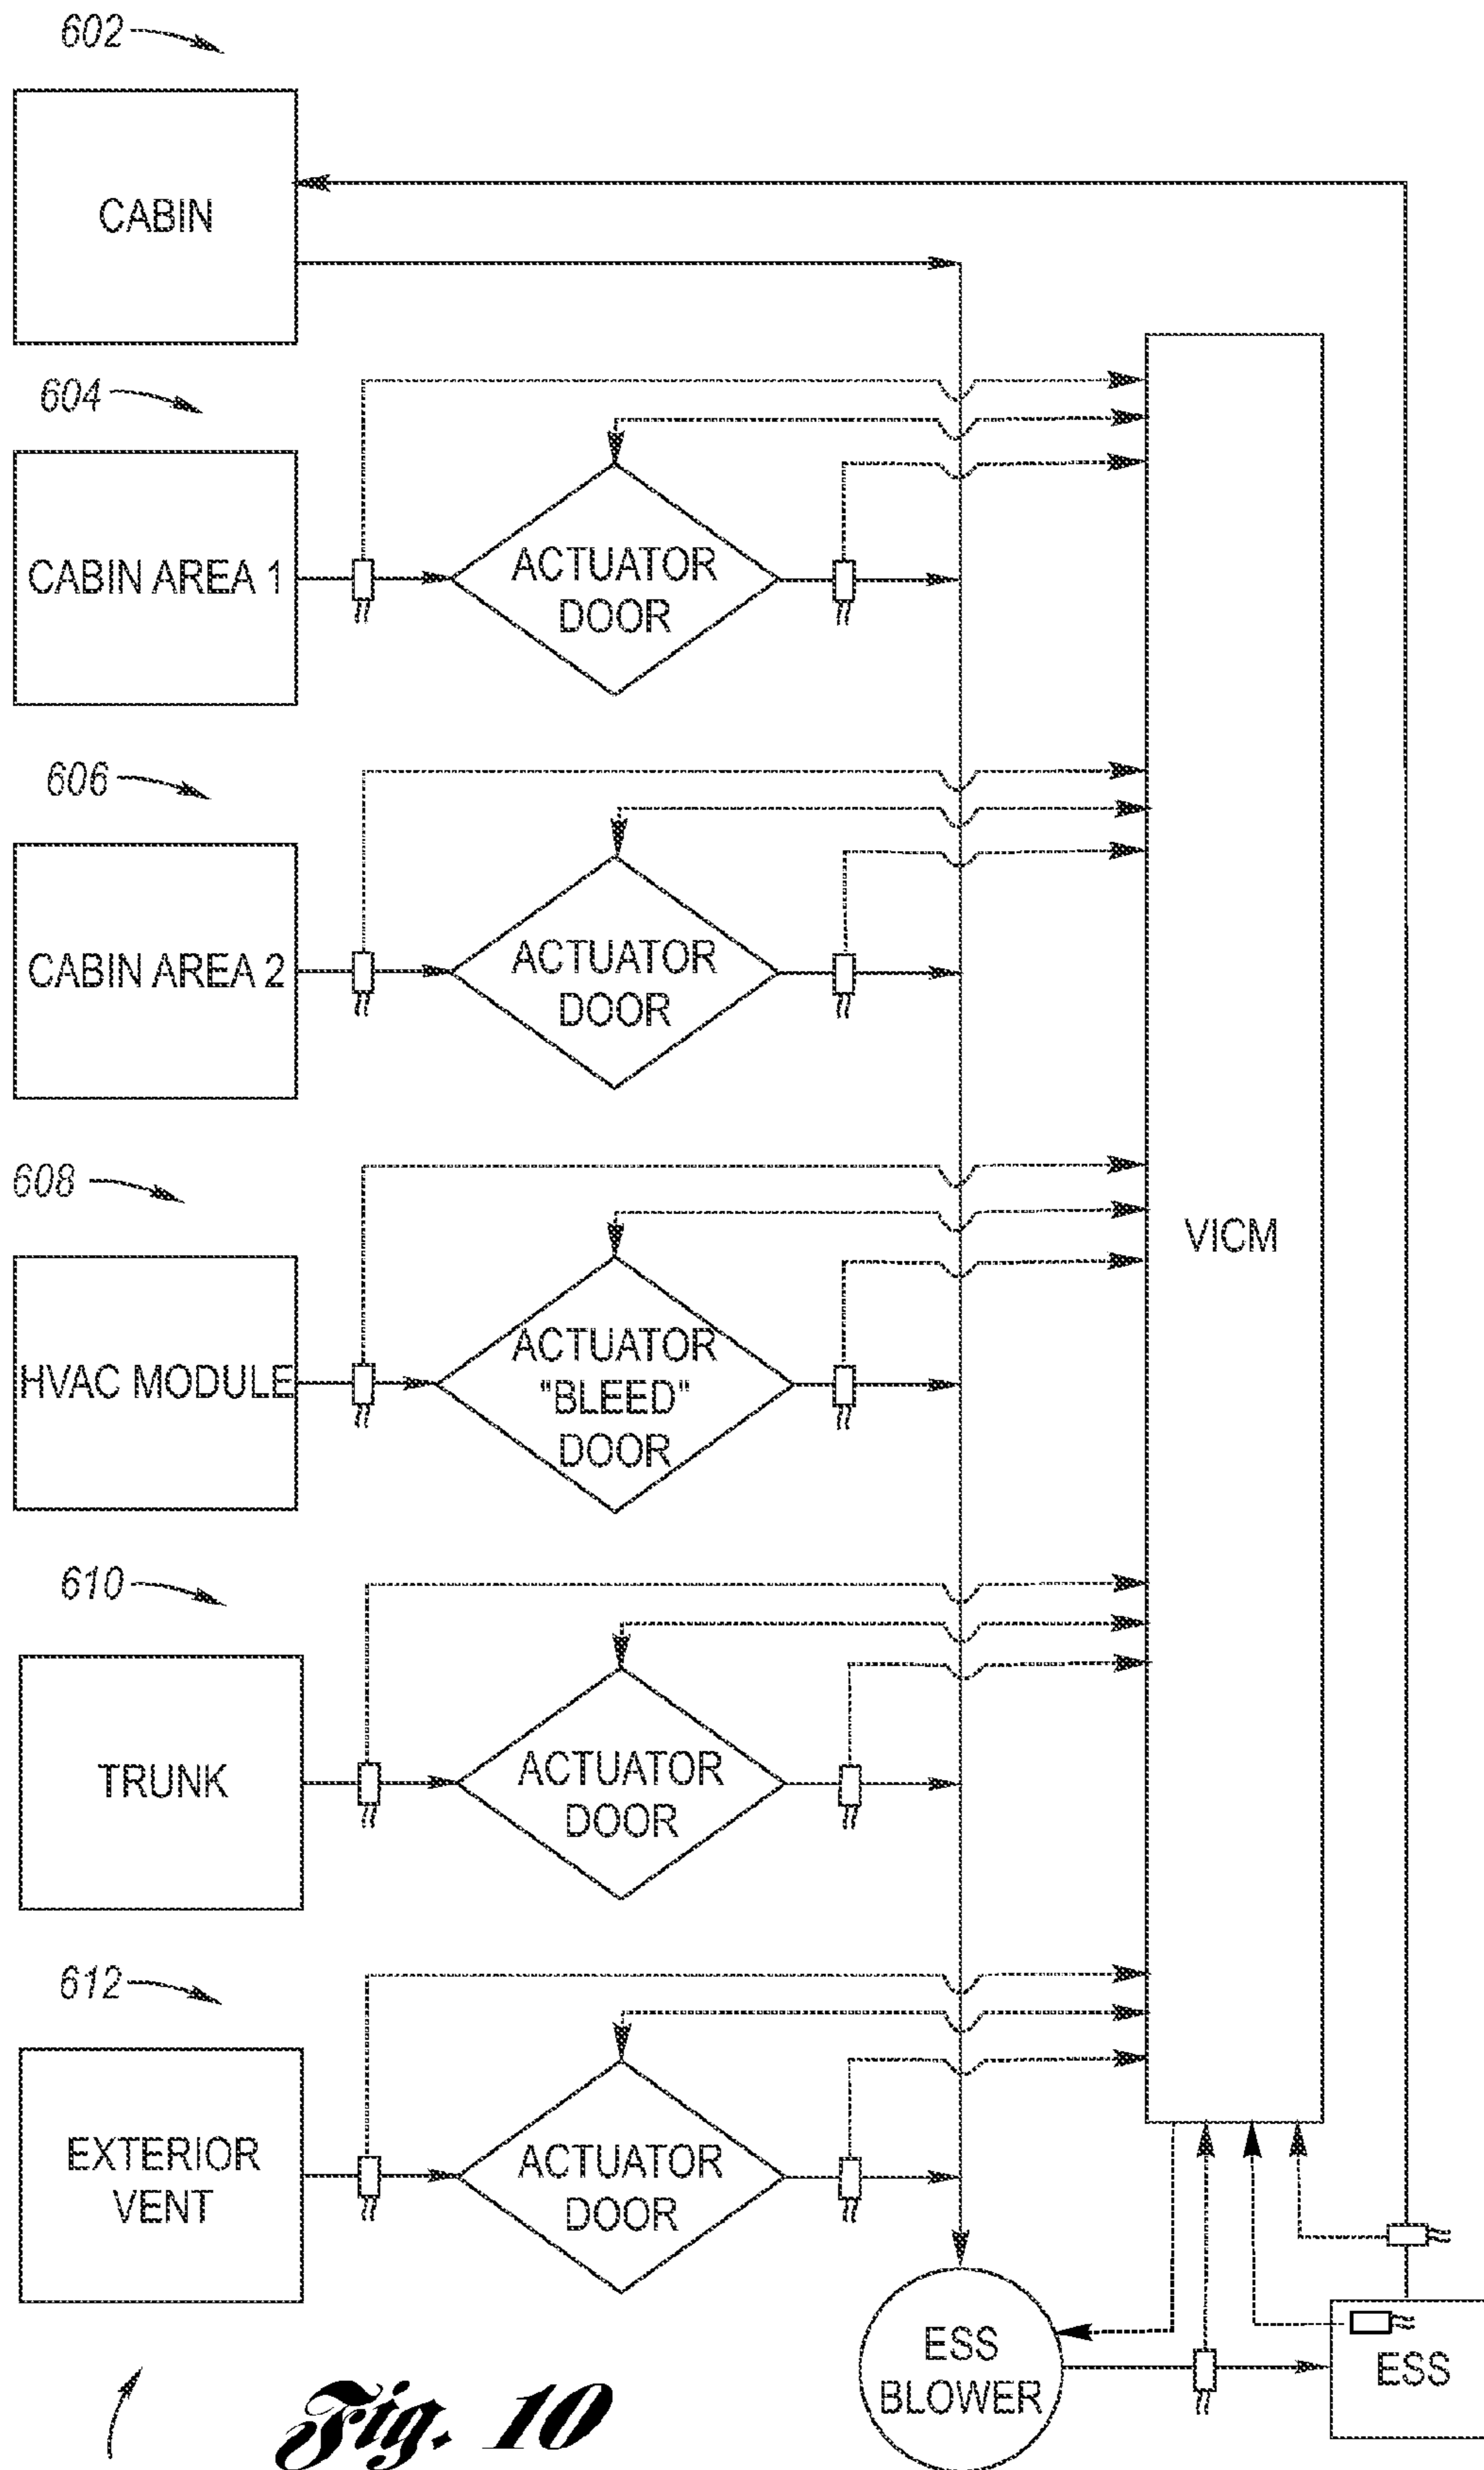 602
CABIN
604
CABIN AREA 1
ACTUATOR
DOOR
606
CABIN AREA 2
ACTUATOR
DOOR
608
HVAC MODULE
ACTUATOR
"BLEED"
DOOR
VICM
610
TRUNK
ACTUATOR
DOOR
612
EXTERIOR
VENT
ACTUATOR
DOOR
ESS
BLOWER
ESS
Fig. 10